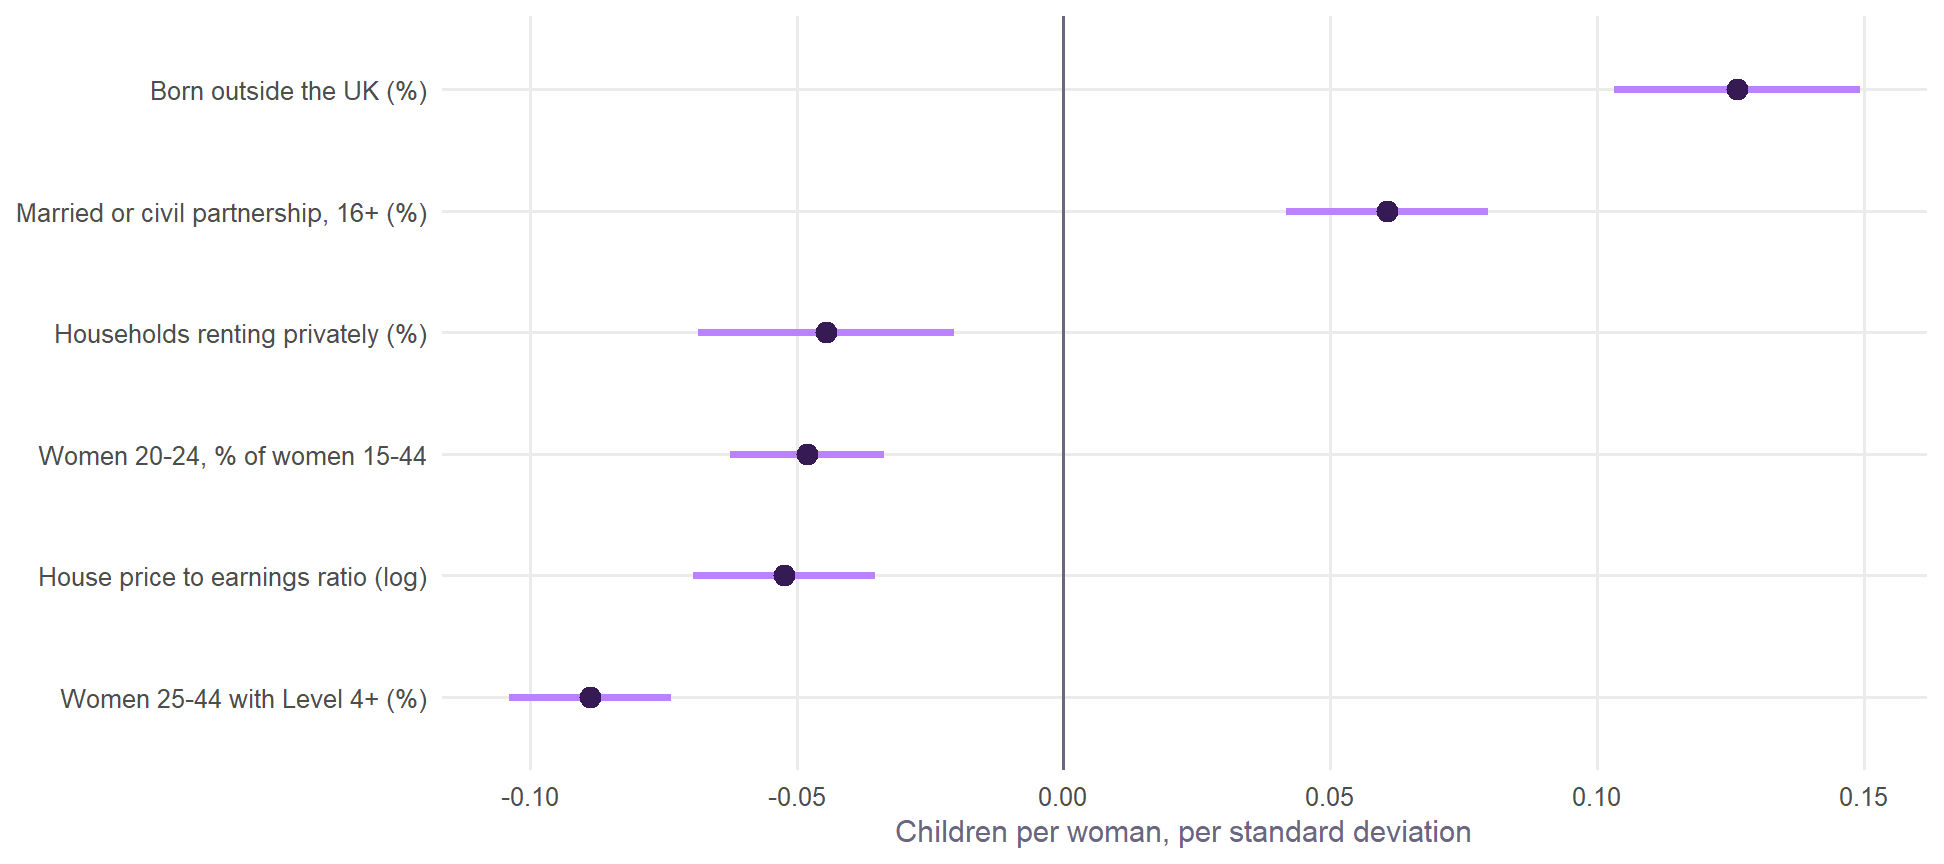 Born outside the UK (%)
Married or civil partnership, 16+ (%)
Households renting privately (%)
Women 20-24, % of women 15-44
House price to earnings ratio (log)
Women 25-44 with Level 4+ (%)
-0.10 -0.05 0.00 0.05 0.10 0.15
Children per woman, per standard deviation